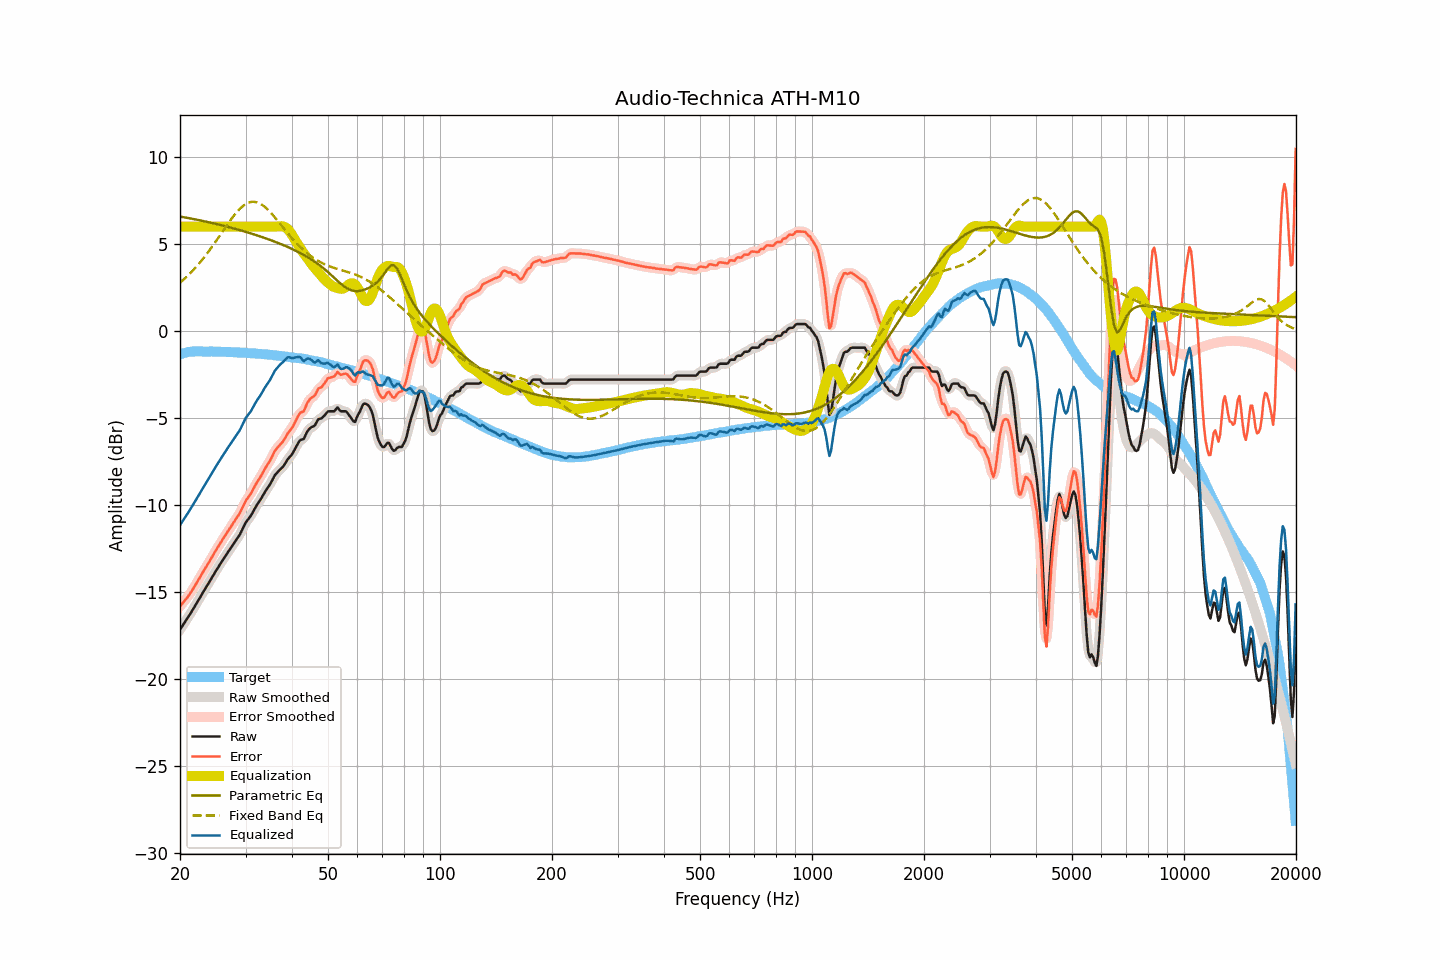 Audio-Technica ATH-M10
Amplitude (dBr)
10
5
0
−5
−10
−15
−20
−25
−30
Target
Raw Smoothed
Error Smoothed
Raw
Error
Equalization
Parametric Eq
Fixed Band Eq
Equalized
20 50 100 200 500 1000 2000 5000 10000 20000
Frequency (Hz)